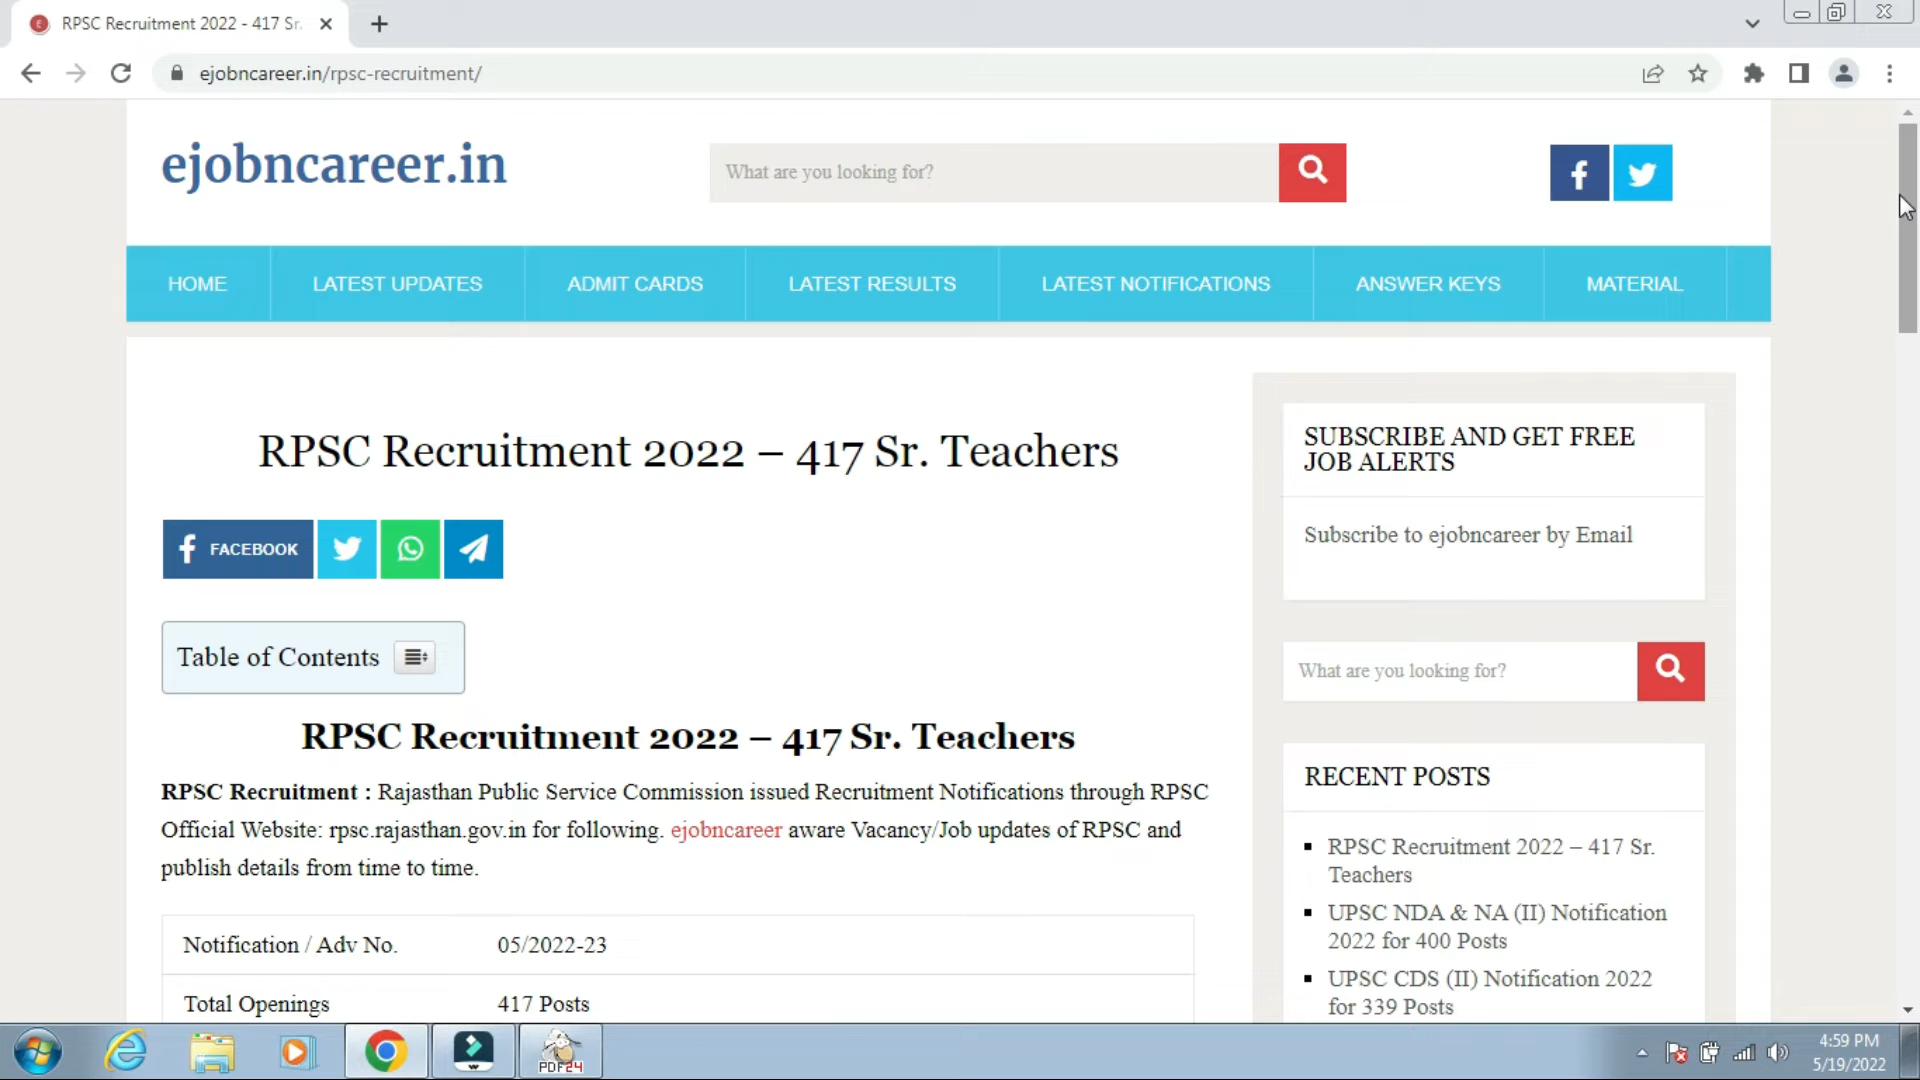 RPSC Recruitment 2022 - 417 Sr.
ejobncareer.in/rpsc-recruitment/
ejobncareer.in
What are you looking for?
HOME
LATEST UPDATES
ADMIT CARDS
LATEST RESULTS
LATEST NOTIFICATIONS
ANSWER KEYS
MATERIAL
RPSC Recruitment 2022 – 417 Sr. Teachers
FACEBOOK
Table of Contents
RPSC Recruitment 2022 – 417 Sr. Teachers
RPSC Recruitment : Rajasthan Public Service Commission issued Recruitment Notifications through RPSC
Official Website: rpsc.rajasthan.gov.in for following. ejobncareer aware Vacancy/Job updates of RPSC and
publish details from time to time.
Notification / Adv No. 05/2022-23
Total Openings 417 Posts
SUBSCRIBE AND GET FREE
JOB ALERTS
Subscribe to ejobncareer by Email
What are you looking for?
RECENT POSTS
RPSC Recruitment 2022 – 417 Sr.
Teachers
UPSC NDA & NA (II) Notification
2022 for 400 Posts
UPSC CDS (II) Notification 2022
for 339 Posts
PDF24
4:59 PM
5/19/2022